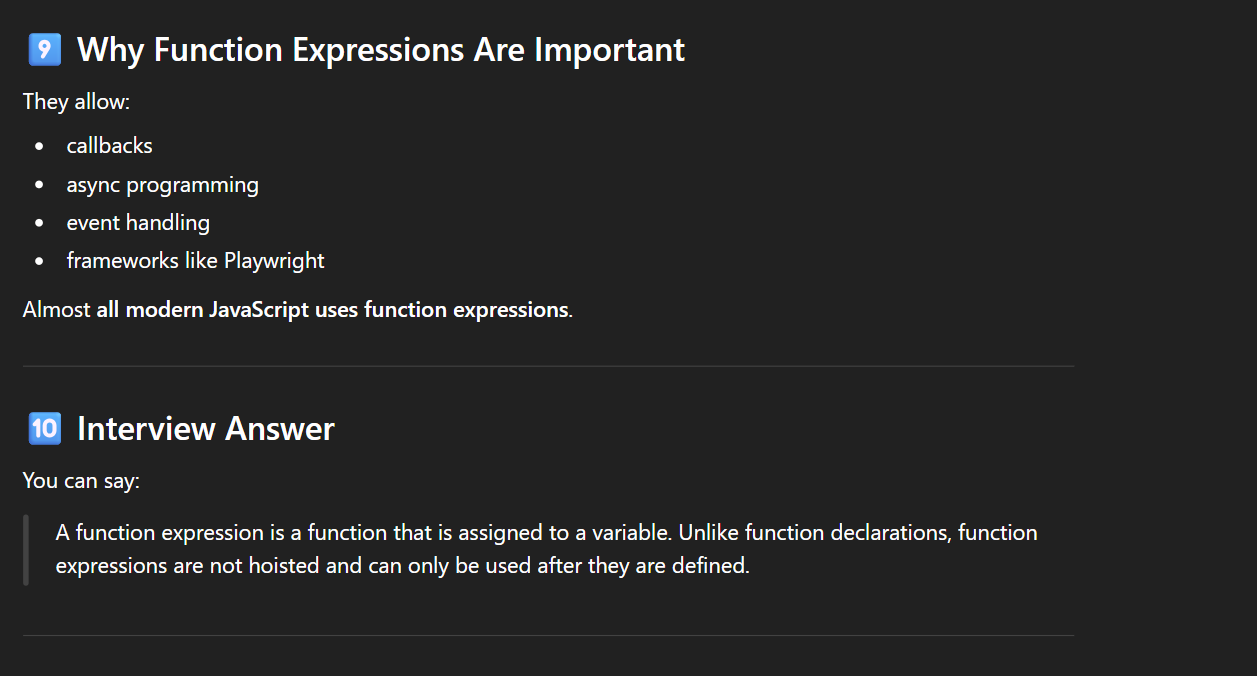 9️⃣ Why Function Expressions Are Important
They allow:
• callbacks
• async programming
• event handling
• frameworks like Playwright
Almost all modern JavaScript uses function expressions.
🔟 Interview Answer
You can say:
A function expression is a function that is assigned to a variable. Unlike function declarations, function
expressions are not hoisted and can only be used after they are defined.